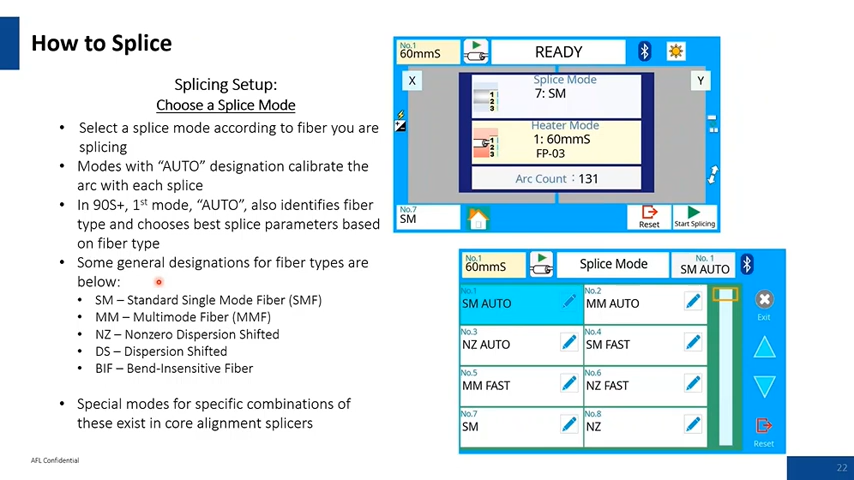 How to Splice
Splicing Setup:
Choose a Splice Mode
• Select a splice mode according to fiber you are
splicing
• Modes with “AUTO” designation calibrate the
arc with each splice
• In 90S+, 1st mode, “AUTO”, also identifies fiber
type and chooses best splice parameters based
on fiber type
• Some general designations for fiber types are
below:
• SM – Standard Single Mode Fiber (SMF)
• MM – Multimode Fiber (MMF)
• NZ – Nonzero Dispersion Shifted
• DS – Dispersion Shifted
• BIF – Bend-Insensitive Fiber
• Special modes for specific combinations of
these exist in core alignment splicers
No.1
60mmS
READY
X
Y
Splice Mode
7: SM
1
2
3
Heater Mode
1: 60mmS
FP-03
1
2
3
Arc Count : 131
No.7
SM
Reset
Start Splicing
No.1
60mmS
Splice Mode
No. 1
SM AUTO
No.1
SM AUTO
No.2
MM AUTO
No.3
NZ AUTO
No.4
SM FAST
No.5
MM FAST
No.6
NZ FAST
No.7
SM
No.8
NZ
Exit
Reset
AFL Confidential
22